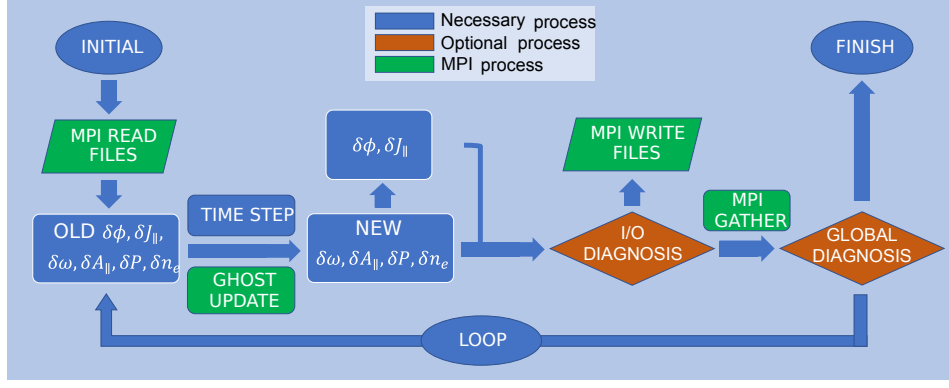 INITIAL
Necessary process
Optional process
MPI process
FINISH
MPI READ
FILES
δϕ, δJ∥
MPI WRITE
FILES
TIME STEP
MPI
GATHER
OLD δϕ, δJ∥,
δω, δA∥, δP, δnₑ
NEW
δω, δA∥, δP, δnₑ
I/O
DIAGNOSIS
GLOBAL
DIAGNOSIS
GHOST
UPDATE
LOOP